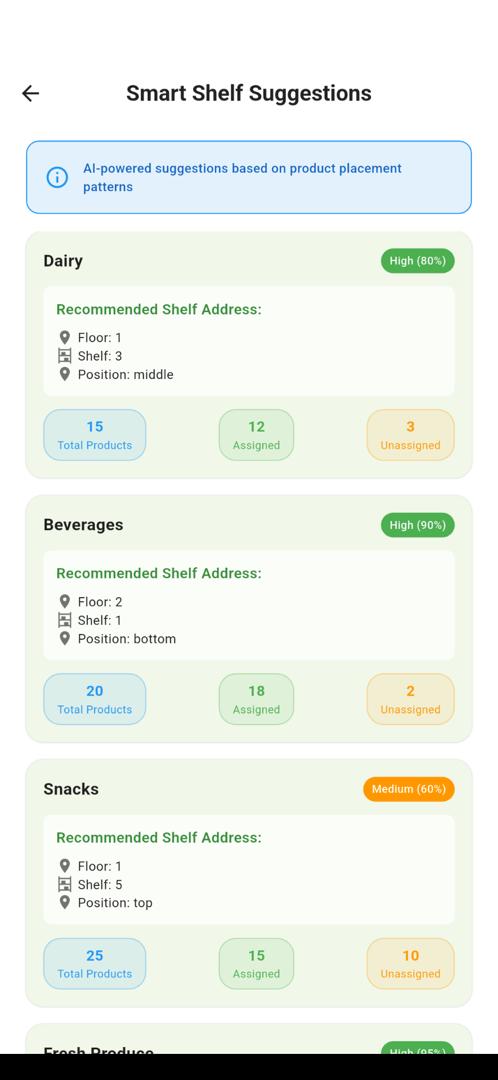 Smart Shelf Suggestions
AI-powered suggestions based on product placement
patterns
Dairy
High (80%)
Recommended Shelf Address:
Floor: 1
Shelf: 3
Position: middle
15
Total Products
12
Assigned
3
Unassigned
Beverages
High (90%)
Recommended Shelf Address:
Floor: 2
Shelf: 1
Position: bottom
20
Total Products
18
Assigned
2
Unassigned
Snacks
Medium (60%)
Recommended Shelf Address:
Floor: 1
Shelf: 5
Position: top
25
Total Products
15
Assigned
10
Unassigned
Fresh Produce
High (95%)